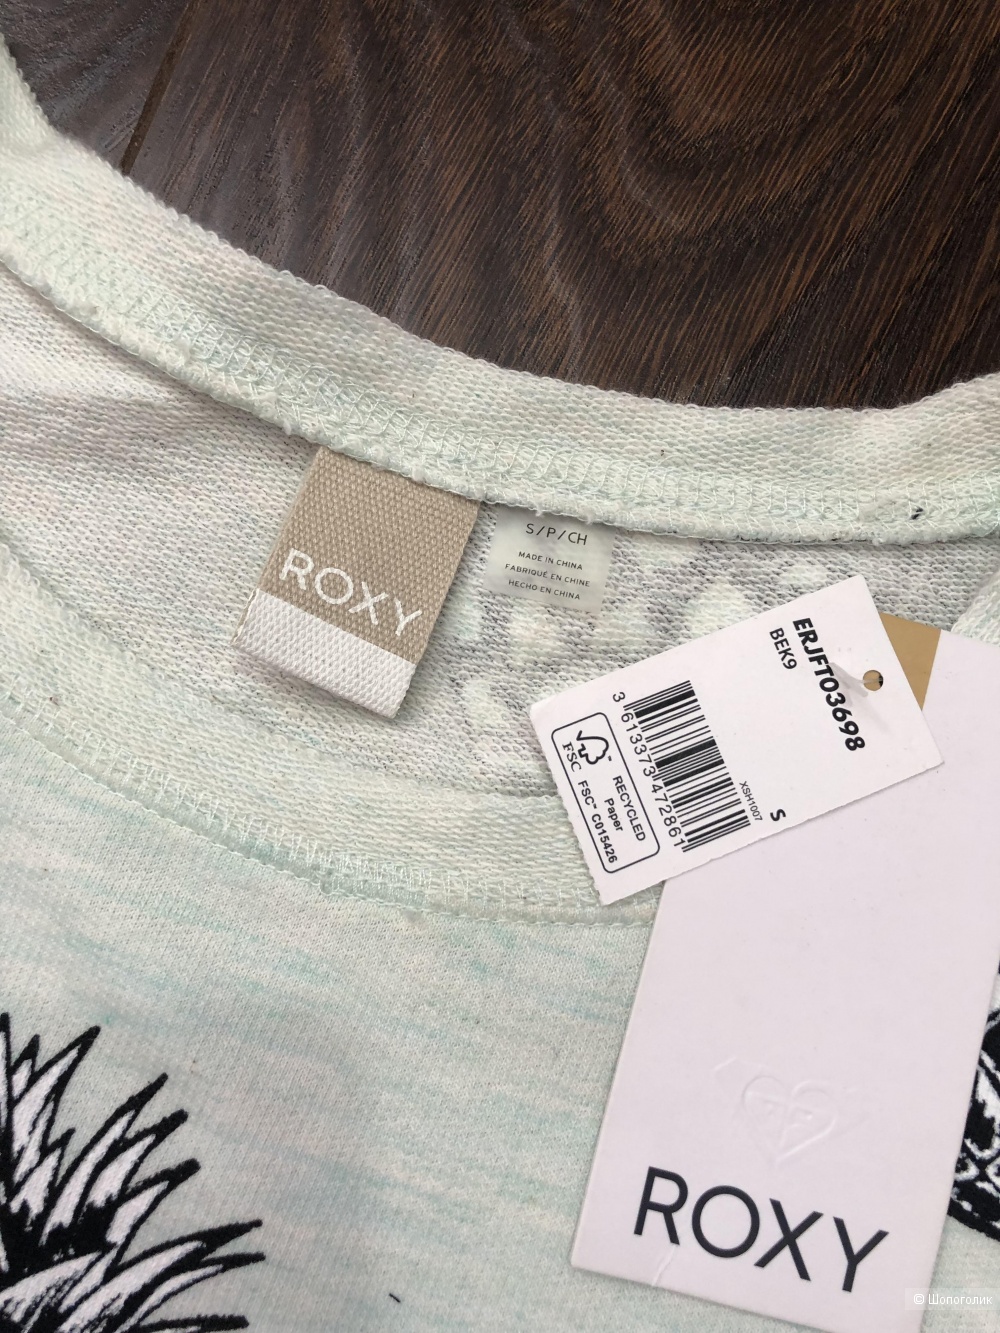 ROXY
S/P/CH
MADE IN CHINA
FABRIQUÉ EN CHINE
HECHO EN CHINA
ERJFT03698
BEK9
3 613373 472861
XSH1007
S
FSC
RECYCLED
Paper
FSC™ C015426
ROXY
© Шопоголик